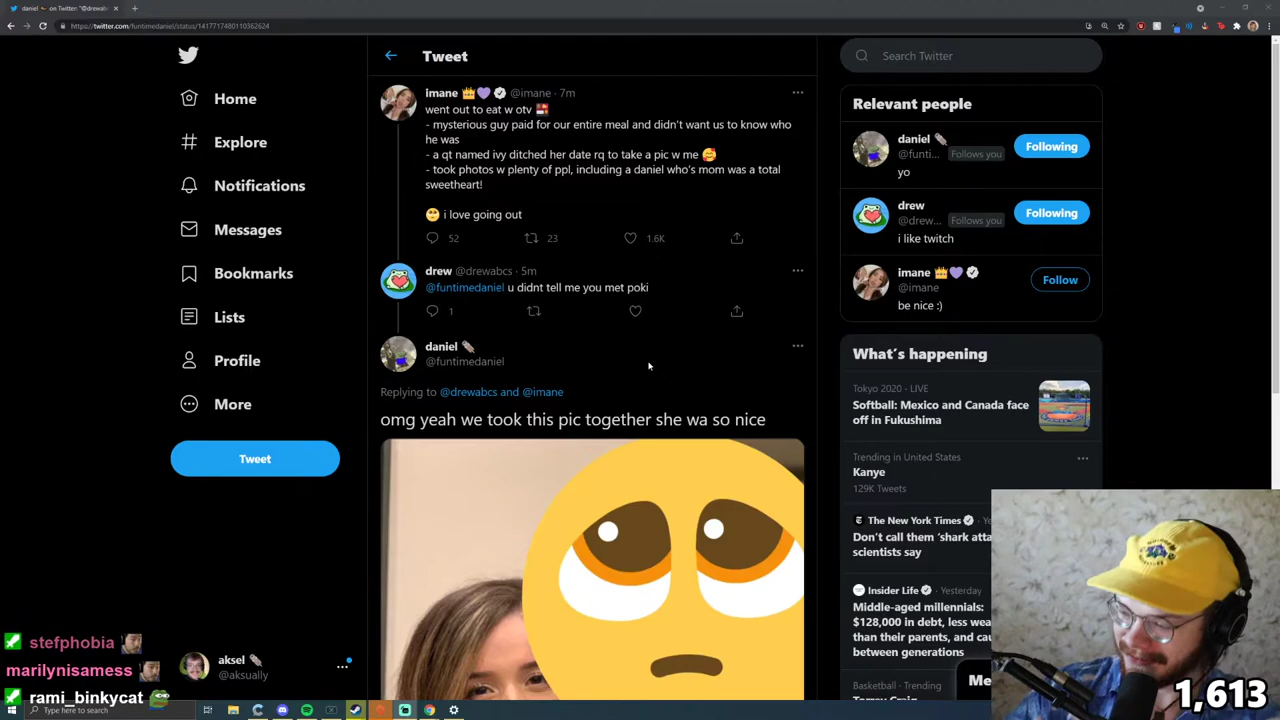 daniel on Twitter: "@drewabc
https://twitter.com/funtimedaniel/status/1417717480110362624
Home
Explore
Notifications
Messages
Bookmarks
Lists
Profile
More
Tweet
aksel
@aksually
Tweet
imane @imane · 7m
went out to eat w otv
- mysterious guy paid for our entire meal and didn't want us to know who
he was
- a qt named ivy ditched her date rq to take a pic w me
- took photos w plenty of ppl, including a daniel who's mom was a total
sweetheart!
i love going out
52 23 1.6K
drew @drewabcs · 5m
@funtimedaniel u didnt tell me you met poki
1
daniel
@funtimedaniel
Replying to @drewabcs and @imane
omg yeah we took this pic together she wa so nice
Search Twitter
Relevant people
daniel
@funti... Follows you
Following
yo
drew
@drew... Follows you
Following
i like twitch
imane
@imane
Follow
be nice :)
What's happening
Tokyo 2020 · LIVE
Softball: Mexico and Canada face
off in Fukushima
Trending in United States
Kanye
129K Tweets
The New York Times
Don't call them 'shark atta
scientists say
Insider Life · Yesterday
Middle-aged millennials:
$128,000 in debt, less wea
than their parents, and cau
between generations
Basketball · Trending
Torrey Craig
Me
stefphobia
marilynisamess
rami_binkycat
Type here to search
1,613